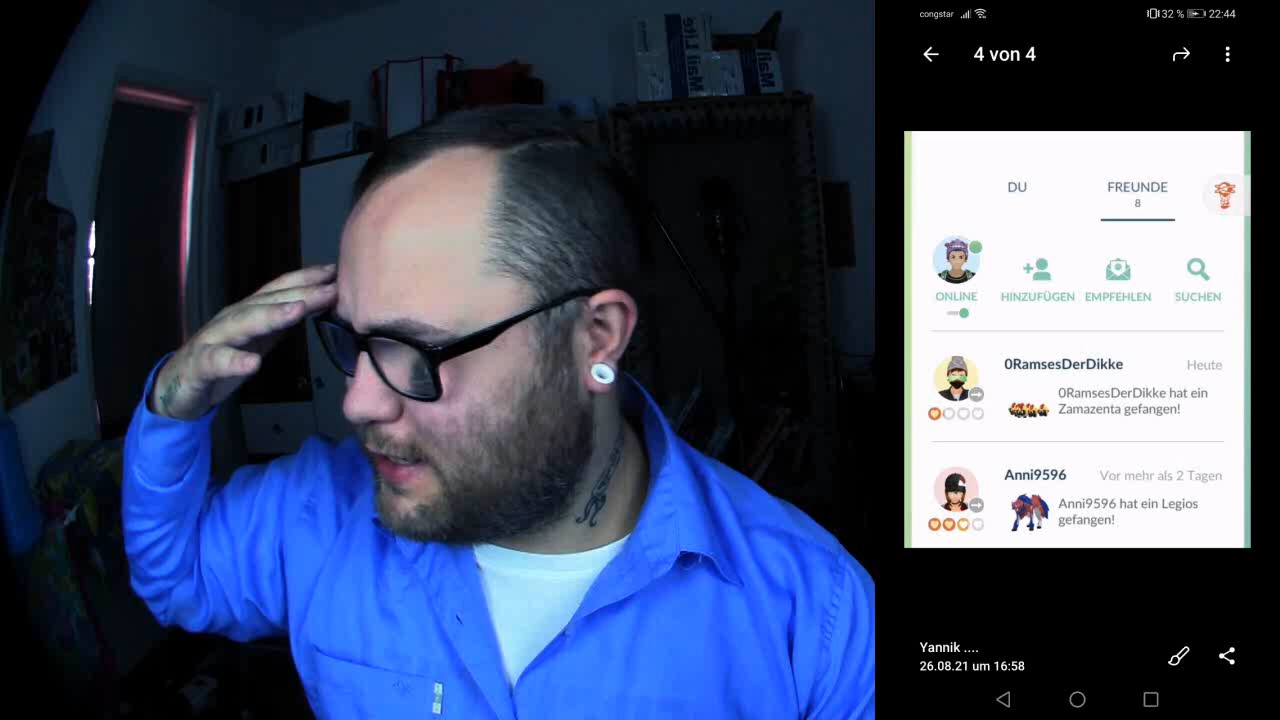 congstar 32 % 22:44
4 von 4
DU
FREUNDE
8
ONLINE
HINZUFÜGEN
EMPFEHLEN
SUCHEN
0RamsesDerDikke
Heute
0RamsesDerDikke hat ein
Zamazenta gefangen!
Anni9596
Vor mehr als 2 Tagen
Anni9596 hat ein Legios
gefangen!
Yannik ....
26.08.21 um 16:58